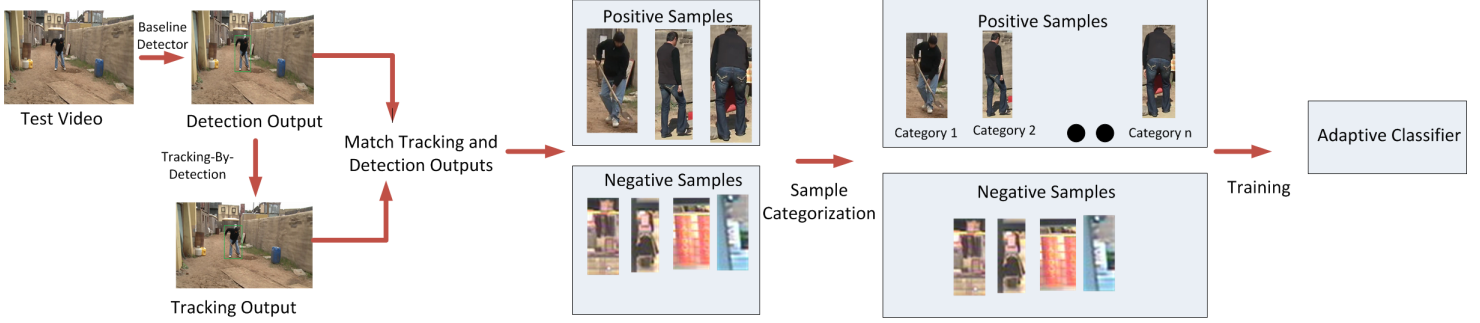 Baseline
Detector
Test Video
Detection Output
Tracking-By-
Detection
Tracking Output
Match Tracking and
Detection Outputs
Positive Samples
Negative Samples
Sample
Categorization
Positive Samples
Category 1
Category 2
Category n
Negative Samples
Training
Adaptive Classifier